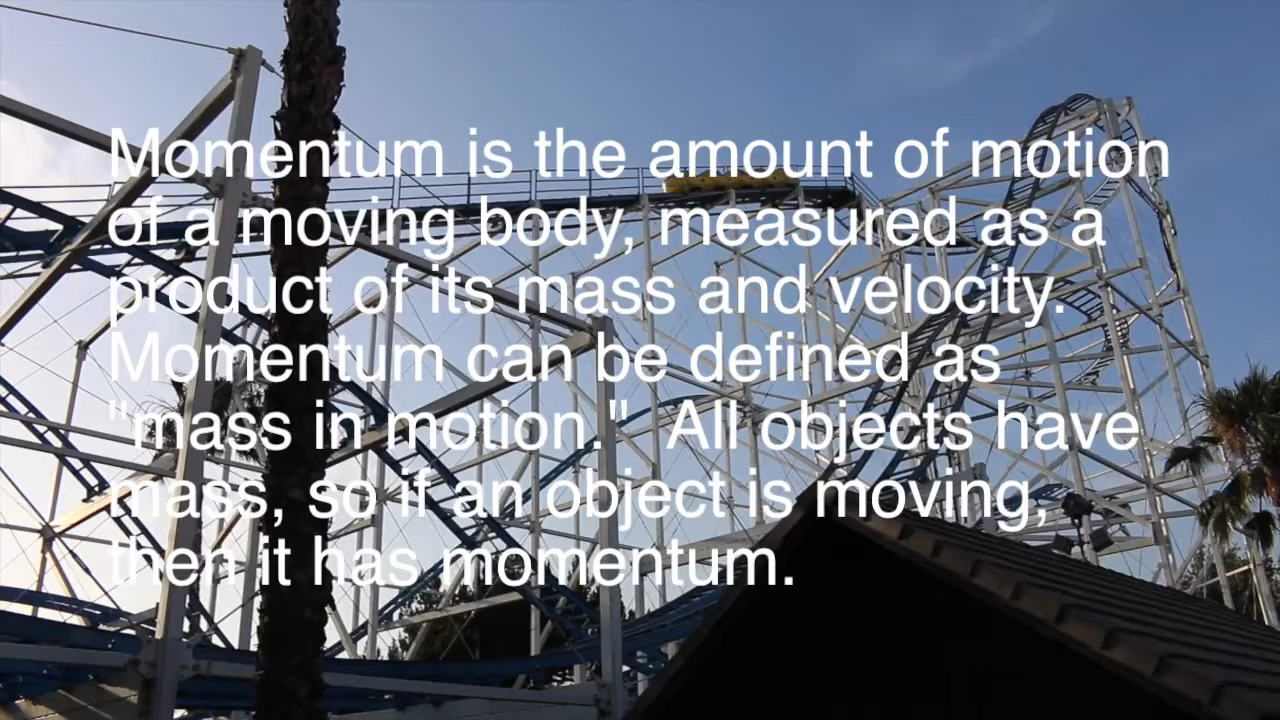 Momentum is the amount of motion
of a moving body, measured as a
product of its mass and velocity.
Momentum can be defined as
"mass in motion."  All objects have
mass, so if an object is moving,
then it has momentum.